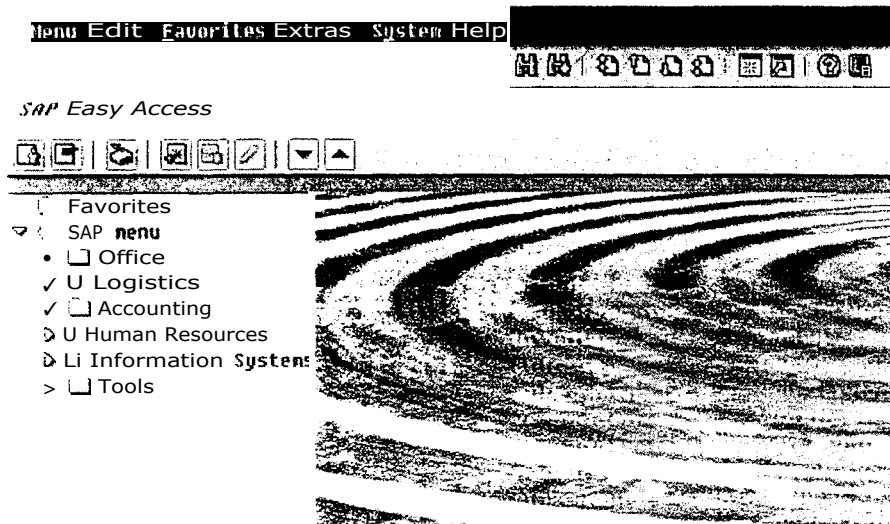 Menu Edit Favorites Extras System Help
SAP Easy Access
Favorites
SAP menu
• Office
✓ U Logistics
✓ Accounting
U Human Resources
Li Information Systems
> Tools